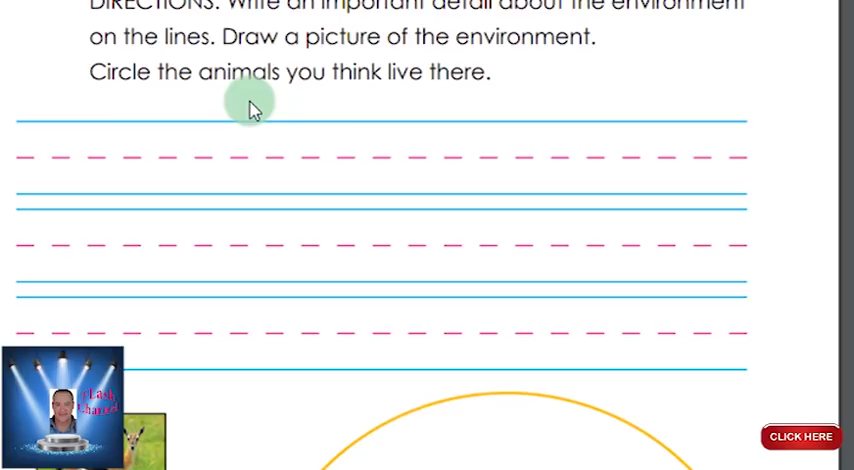 DIRECTIONS. Write an important detail about the environment
on the lines. Draw a picture of the environment.
Circle the animals you think live there.
Channel
CLICK HERE